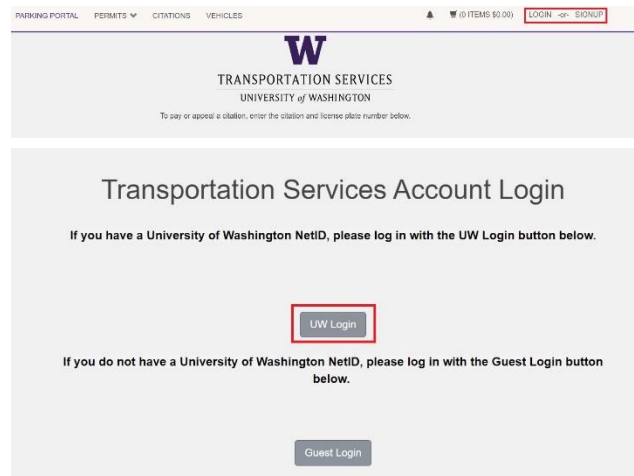 PARKING PORTAL PERMITS CITATIONS VEHICLES (0 ITEMS $0.00) LOGIN -or- SIGNUP
W
TRANSPORTATION SERVICES
UNIVERSITY of WASHINGTON
To pay or appeal a citation, enter the citation and license plate number below.
Transportation Services Account Login
If you have a University of Washington NetID, please log in with the UW Login button below.
UW Login
If you do not have a University of Washington NetID, please log in with the Guest Login button
below.
Guest Login